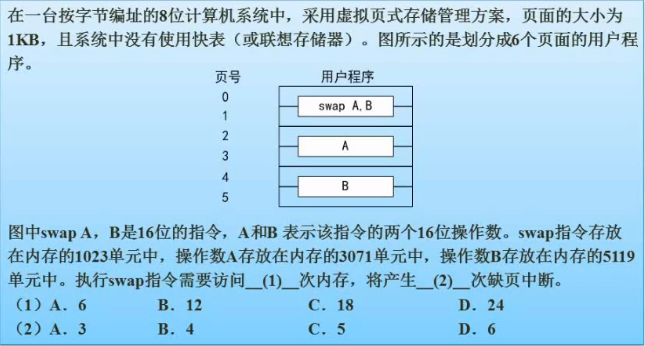 在一台按字节编址的8位计算机系统中，采用虚拟页式存储管理方案，页面的大小为
1KB，且系统中没有使用快表（或联想存储器）。图所示的是划分成6个页面的用户程
序。
页号 用户程序
0
swap A,B
1
2
A
3
4
B
5
图中swap A，B是16位的指令，A和B 表示该指令的两个16位操作数。swap指令存放
在内存的1023单元中，操作数A存放在内存的3071单元中，操作数B存放在内存的5119
单元中。执行swap指令需要访问__(1)__次内存，将产生__(2)__次缺页中断。
（1）A．6 B．12 C．18 D．24
（2）A．3 B．4 C．5 D．6